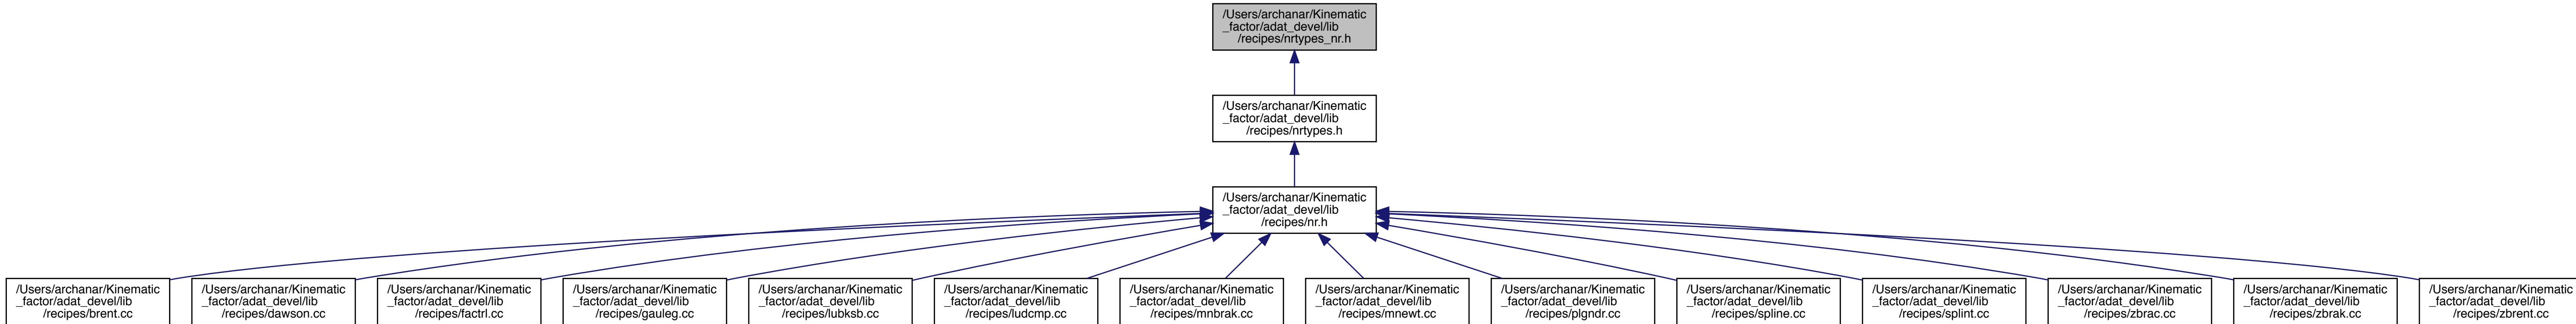 /Users/archanar/Kinematic
_factor/adat_devel/lib
/recipes/nrtypes_nr.h
/Users/archanar/Kinematic
_factor/adat_devel/lib
/recipes/nrtypes.h
/Users/archanar/Kinematic
_factor/adat_devel/lib
/recipes/nr.h
/Users/archanar/Kinematic
_factor/adat_devel/lib
/recipes/brent.cc
/Users/archanar/Kinematic
_factor/adat_devel/lib
/recipes/dawson.cc
/Users/archanar/Kinematic
_factor/adat_devel/lib
/recipes/factrl.cc
/Users/archanar/Kinematic
_factor/adat_devel/lib
/recipes/gauleg.cc
/Users/archanar/Kinematic
_factor/adat_devel/lib
/recipes/lubksb.cc
/Users/archanar/Kinematic
_factor/adat_devel/lib
/recipes/ludcmp.cc
/Users/archanar/Kinematic
_factor/adat_devel/lib
/recipes/mnbrak.cc
/Users/archanar/Kinematic
_factor/adat_devel/lib
/recipes/mnewt.cc
/Users/archanar/Kinematic
_factor/adat_devel/lib
/recipes/plgndr.cc
/Users/archanar/Kinematic
_factor/adat_devel/lib
/recipes/spline.cc
/Users/archanar/Kinematic
_factor/adat_devel/lib
/recipes/splint.cc
/Users/archanar/Kinematic
_factor/adat_devel/lib
/recipes/zbrac.cc
/Users/archanar/Kinematic
_factor/adat_devel/lib
/recipes/zbrak.cc
/Users/archanar/Kinematic
_factor/adat_devel/lib
/recipes/zbrent.cc